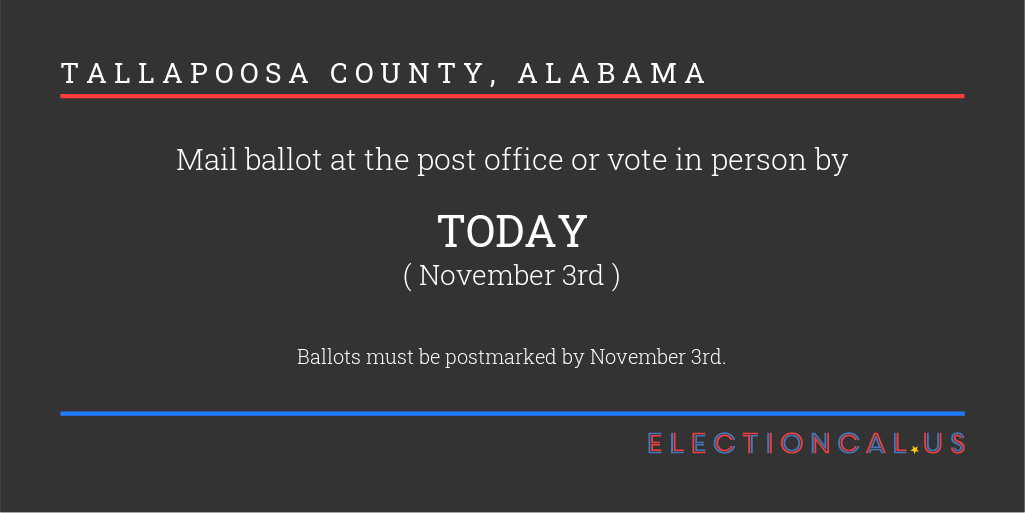 TALLAPOOSA COUNTY, ALABAMA
Mail ballot at the post office or vote in person by
TODAY
( November 3rd )
Ballots must be postmarked by November 3rd.
ELECTIONCAL.US